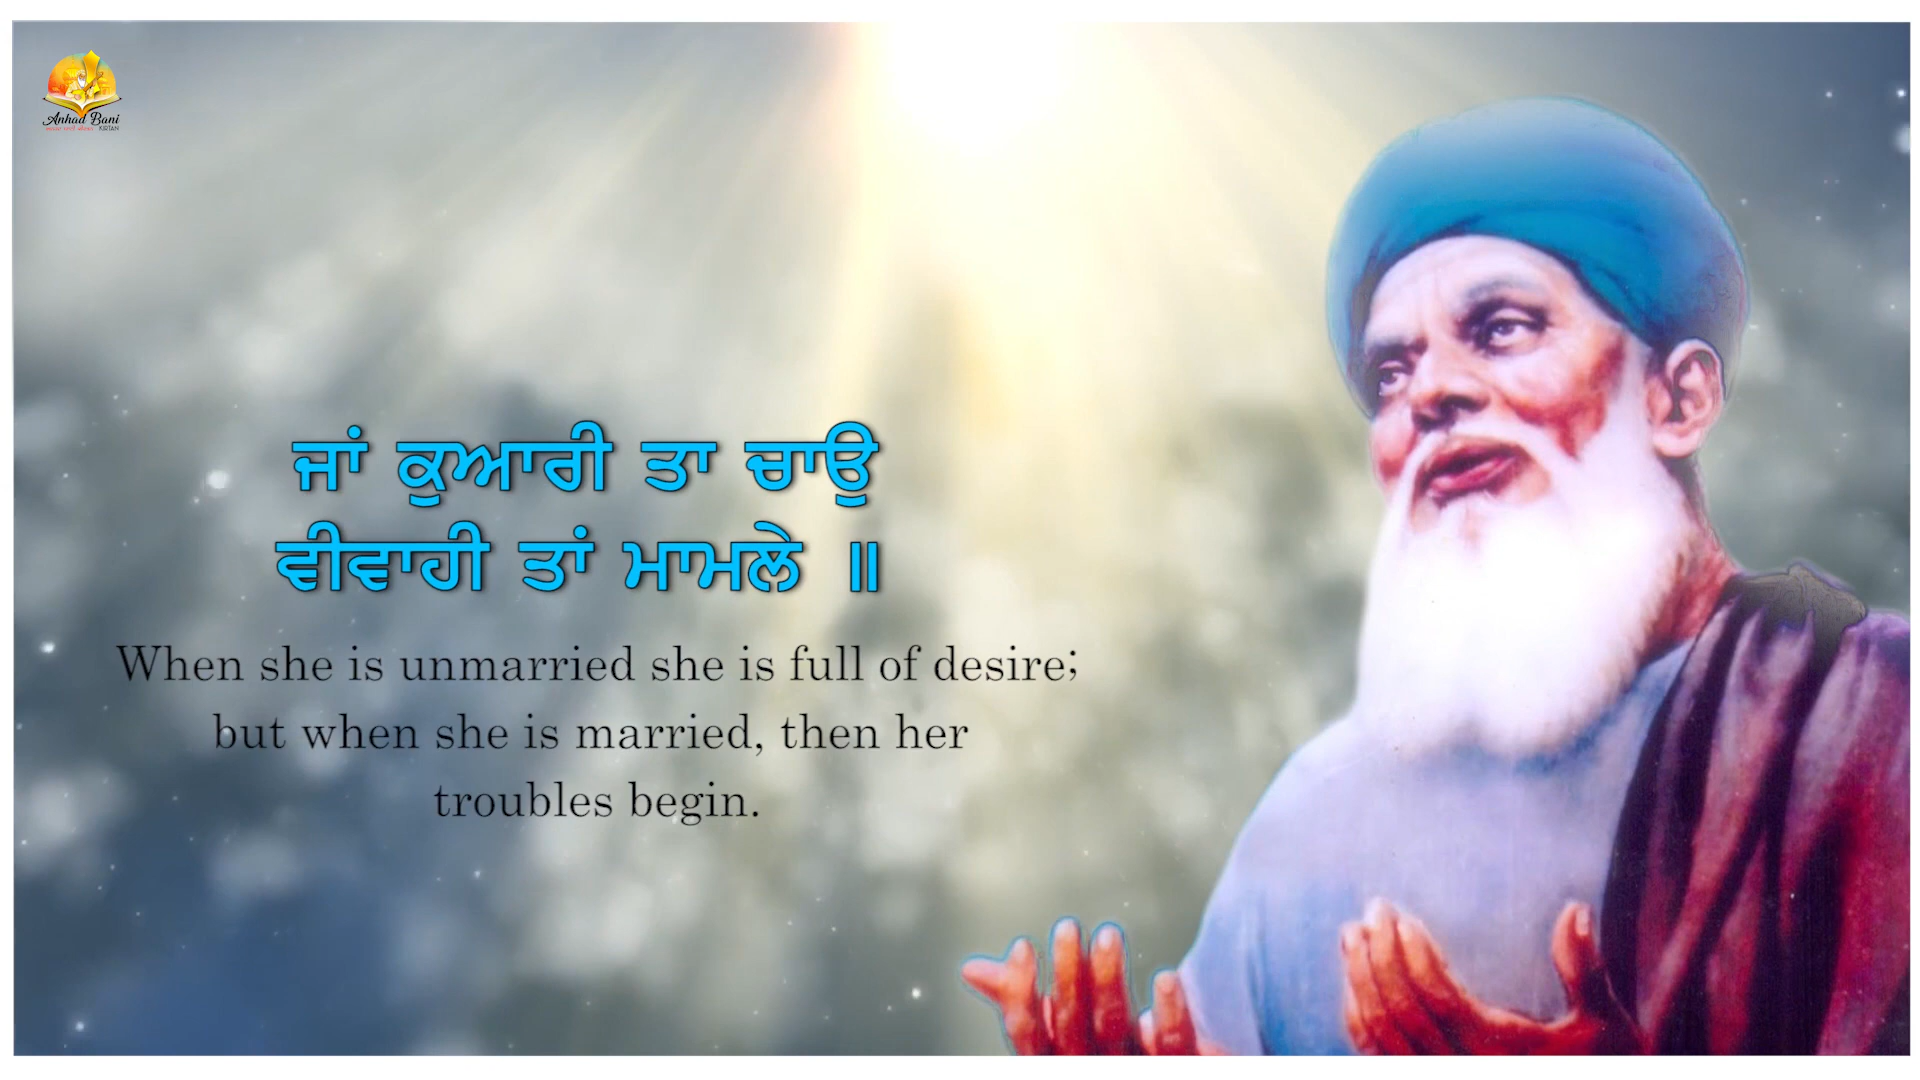 Anhad Bani
KIRTAN
ਜਾਂ ਕੁਆਰੀ ਤਾ ਚਾਉ
ਵੀਵਾਹੀ ਤਾਂ ਮਾਮਲੇ ॥
When she is unmarried she is full of desire;
but when she is married, then her
troubles begin.